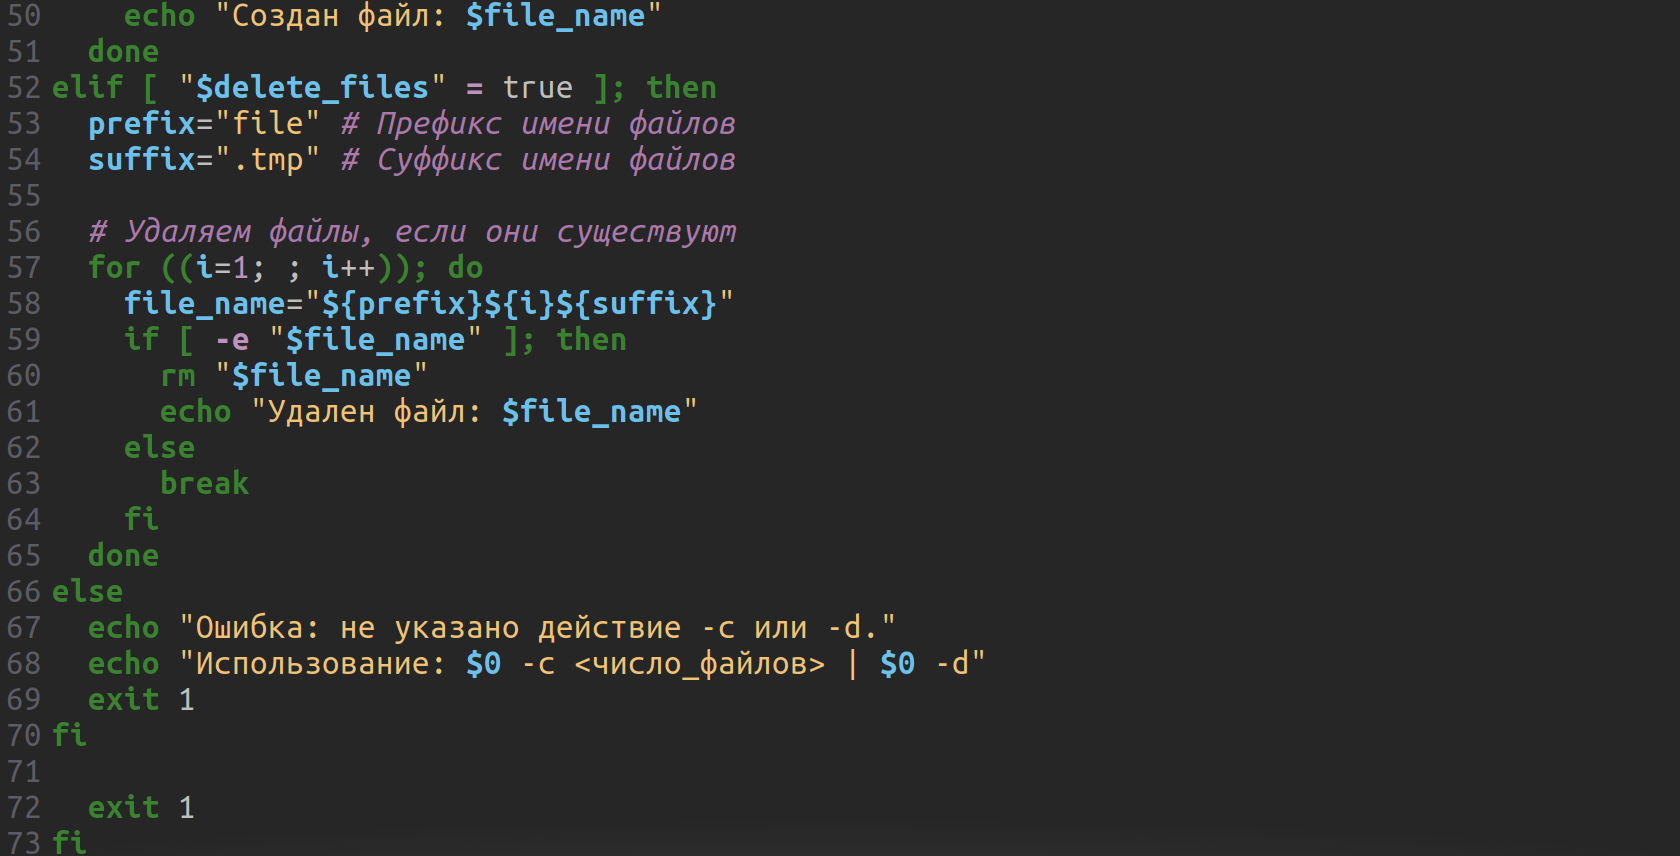 50     echo "Создан файл: $file_name"
51   done
52 elif [ "$delete_files" = true ]; then
53   prefix="file" # Префикс имени файлов
54   suffix=".tmp" # Суффикс имени файлов
55
56   # Удаляем файлы, если они существуют
57   for ((i=1; ; i++)); do
58     file_name="${prefix}${i}${suffix}"
59     if [ -e "$file_name" ]; then
60       rm "$file_name"
61       echo "Удален файл: $file_name"
62     else
63       break
64     fi
65   done
66 else
67   echo "Ошибка: не указано действие -c или -d."
68   echo "Использование: $0 -c <число_файлов> | $0 -d"
69   exit 1
70 fi
71
72   exit 1
73 fi